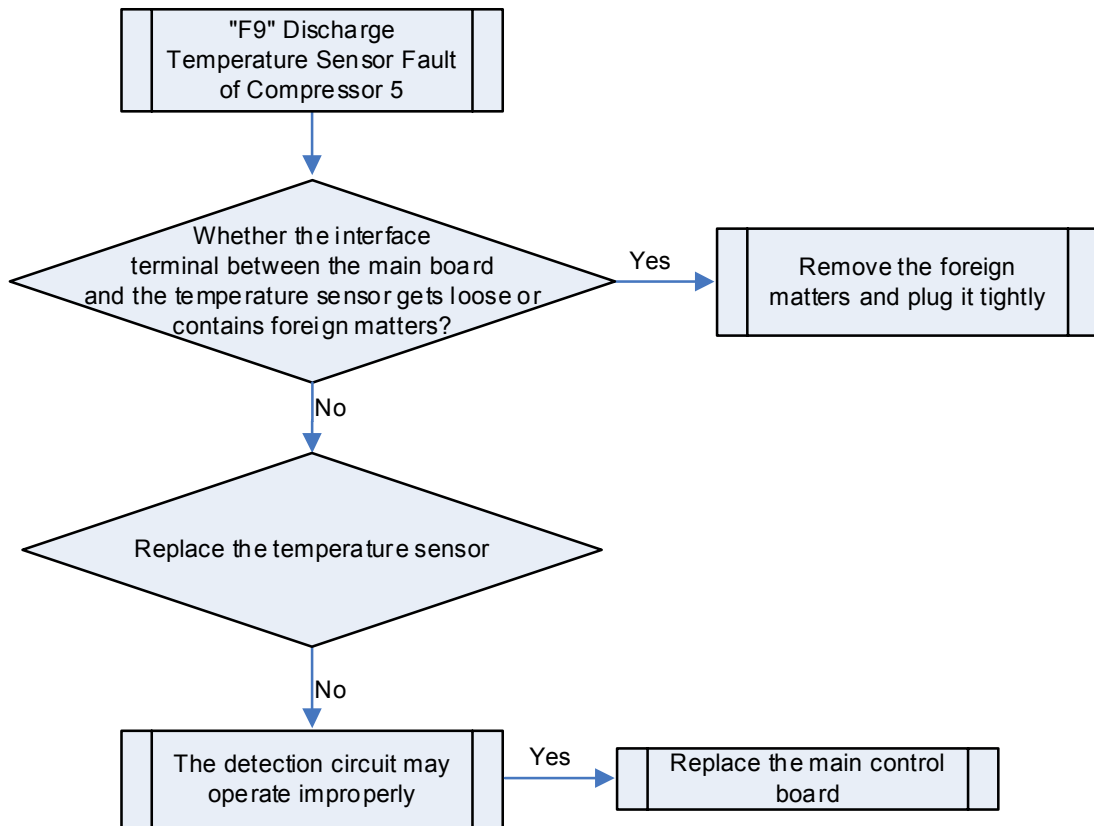 "F9" Discharge
Temperature Sensor Fault
of Compressor 5
Whether the interface
terminal between the main board
and the temperature sensor gets loose or
contains foreign matters?
Yes
Remove the foreign
matters and plug it tightly
No
Replace the temperature sensor
No
The detection circuit may
operate improperly
Yes
Replace the main control
board